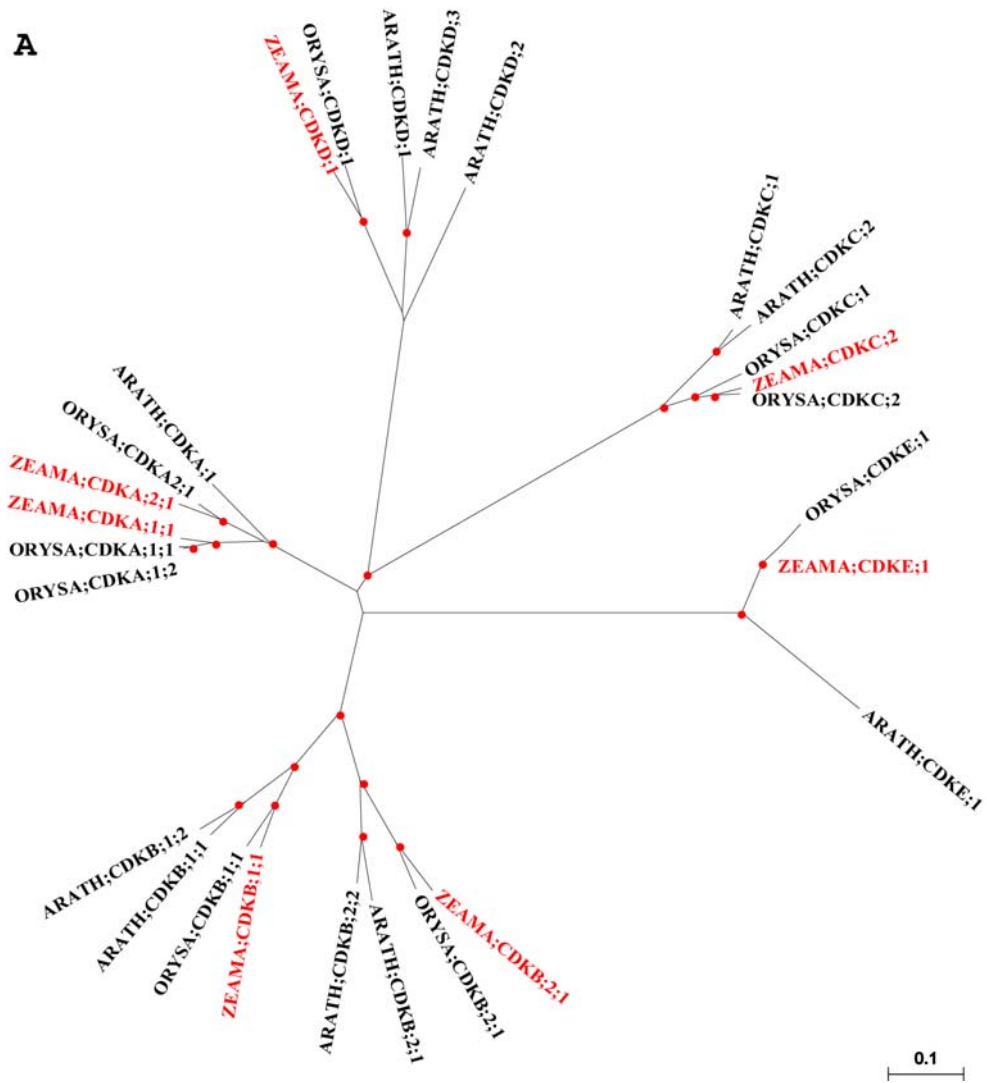 A
ZEAMA;CDKD;1
ORYSA;CDKD;1
ARATH;CDKD;1
ARATH;CDKD;3
ARATH;CDKD;2
ARATH;CDKC;1
ARATH;CDKC;2
ORYSA;CDKC;1
ZEAMA;CDKC;2
ORYSA;CDKC;2
ARATH;CDKA;1
ORYSA;CDKA2;1
ZEAMA;CDKA;2;1
ZEAMA;CDKA;1;1
ORYSA;CDKA;1;1
ORYSA;CDKA;1;2
ORYSA;CDKE;1
ZEAMA;CDKE;1
ARATH;CDKE;1
ARATH;CDKB;1;2
ARATH;CDKB;1;1
ORYSA;CDKB;1;1
ZEAMA;CDKB;1;1
ARATH;CDKB;2;2
ARATH;CDKB;2;1
ORYSA;CDKB;2;1
ZEAMA;CDKB;2;1
0.1